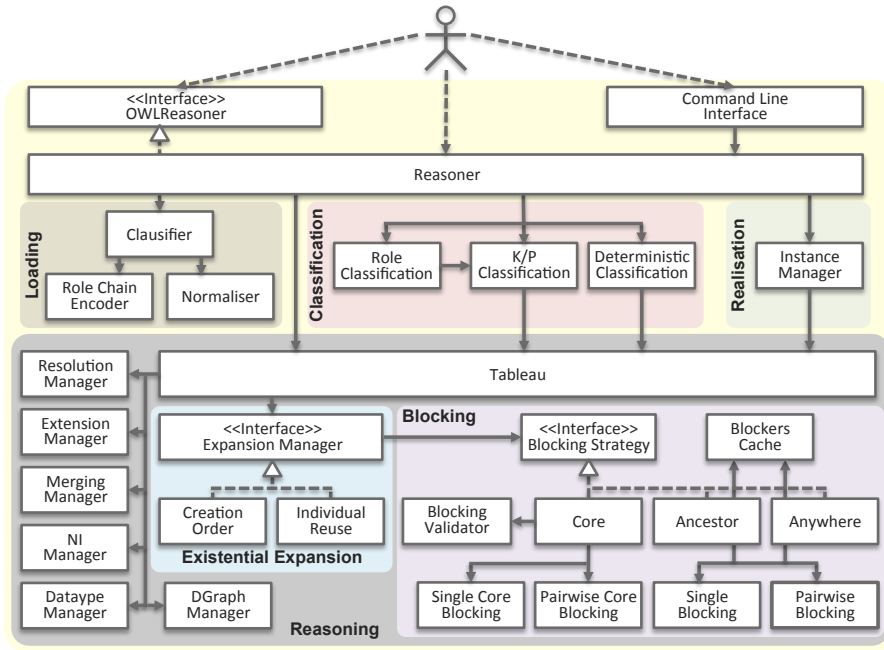 <<Interface>>
OWLReasoner
Command Line
Interface
Reasoner
Loading
Clausifier
Role Chain
Encoder
Normaliser
Classification
Role
Classification
K/P
Classification
Deterministic
Classification
Realisation
Instance
Manager
Tableau
Resolution
Manager
Extension
Manager
Merging
Manager
NI
Manager
Dataype
Manager
DGraph
Manager
<<Interface>>
Expansion Manager
Creation
Order
Individual
Reuse
Existential Expansion
Blocking
<<Interface>>
Blocking Strategy
Blockers
Cache
Blocking
Validator
Core
Ancestor
Anywhere
Single Core
Blocking
Pairwise Core
Blocking
Single
Blocking
Pairwise
Blocking
Reasoning